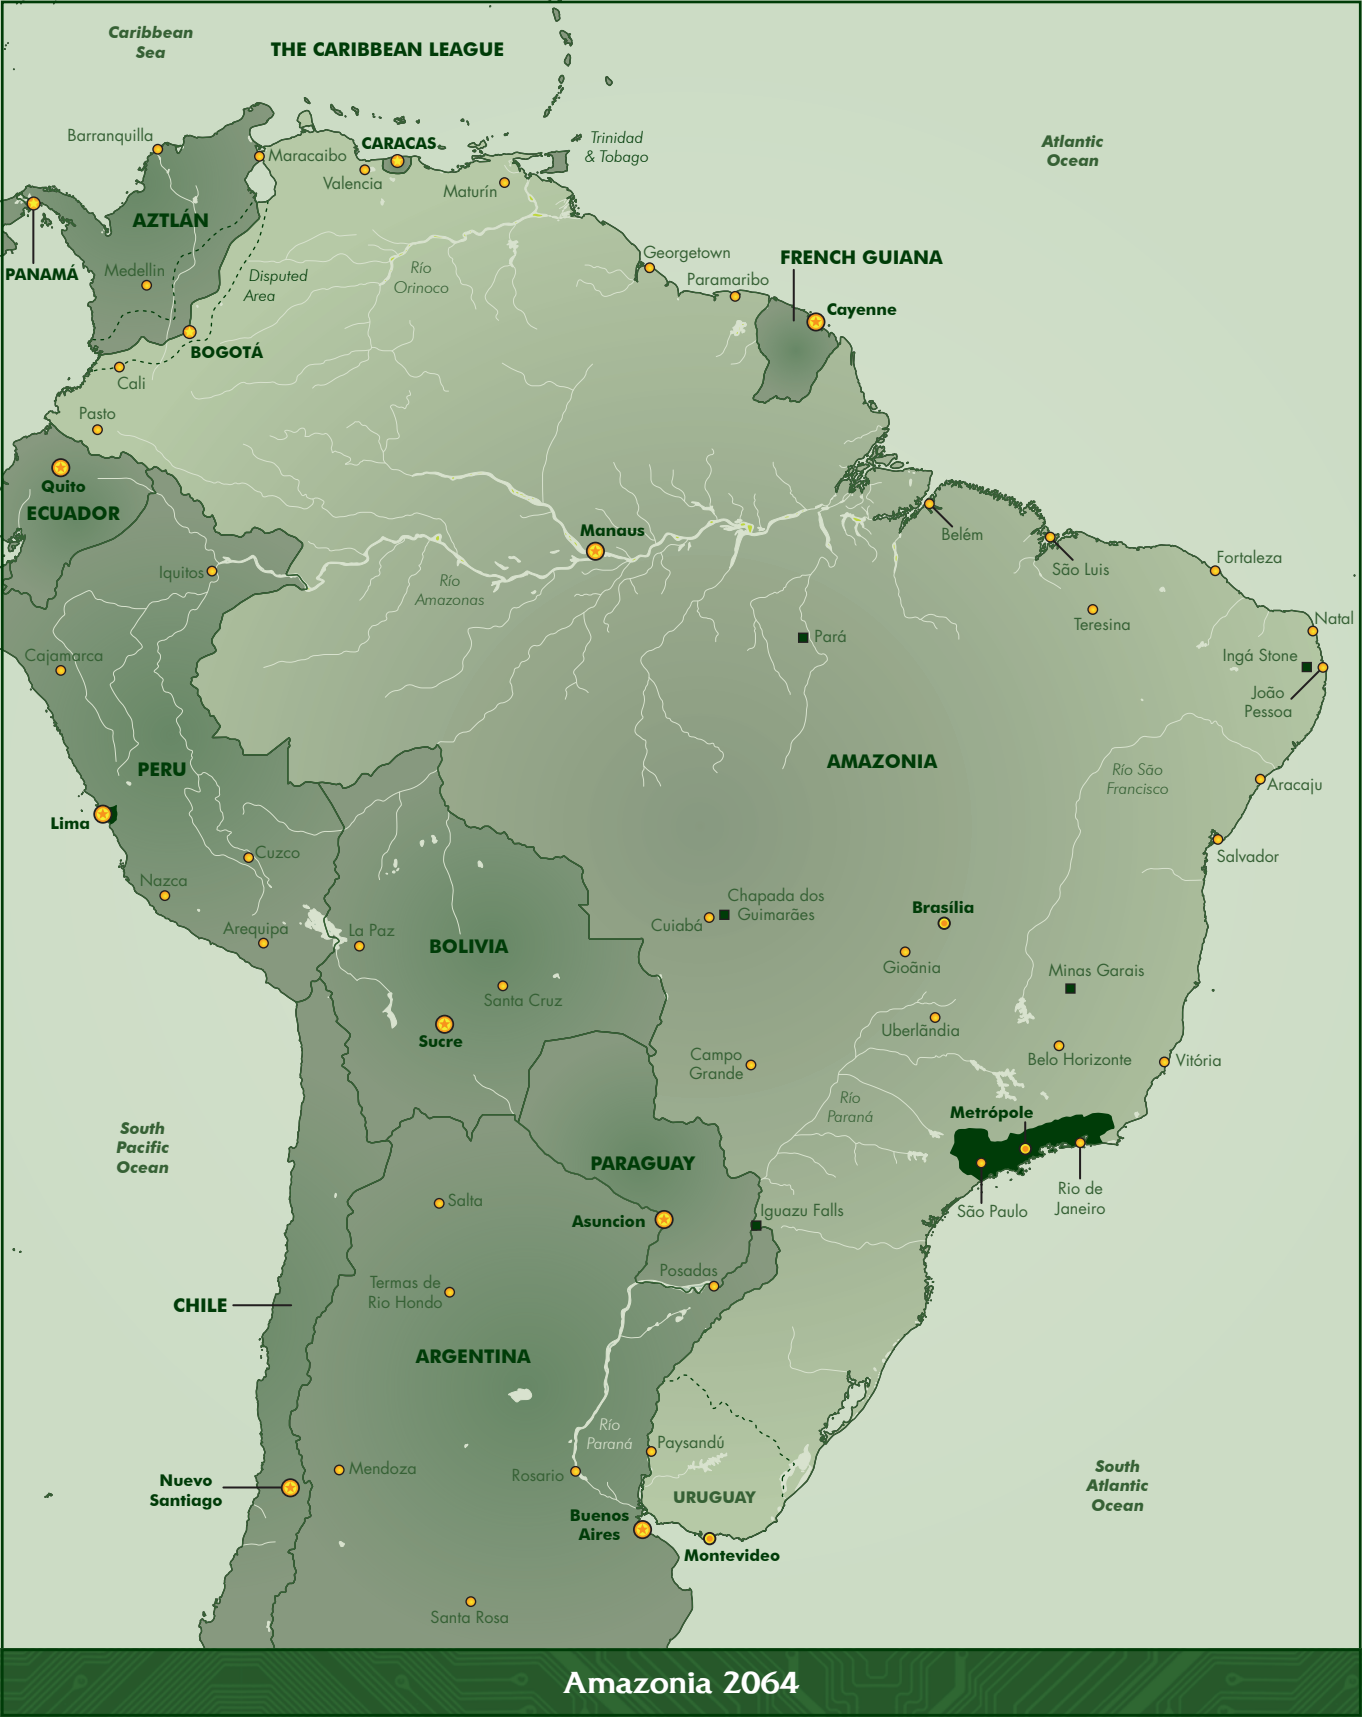 Caribbean
Sea
THE CARIBBEAN LEAGUE
Barranquilla
Maracaibo
CARACAS
Valencia
Maturín
Trinidad
& Tobago
Atlantic
Ocean
AZTLÁN
PANAMÁ
Medellin
Disputed
Area
BOGOTÁ
Río
Orinoco
Georgetown
Paramaribo
FRENCH GUIANA
Cayenne
Cali
Pasto
Quito
ECUADOR
Iquitos
Manaus
Río
Amazonas
Belém
São Luis
Fortaleza
Teresina
Natal
Pará
Ingá Stone
João
Pessoa
Cajamarca
PERU
AMAZONIA
Río São
Francisco
Aracaju
Lima
Cuzco
Salvador
Nazca
Arequipa
La Paz
BOLIVIA
Santa Cruz
Sucre
Chapada dos
Guimarães
Cuiabá
Brasília
Gioãnia
Minas Garais
Uberlãndia
Belo Horizonte
Vitória
Campo
Grande
Río
Paraná
Metrópole
South
Pacific
Ocean
PARAGUAY
São Paulo
Rio de
Janeiro
Salta
Asuncion
Iguazu Falls
Posadas
Termas de
Rio Hondo
CHILE
ARGENTINA
Río
Paraná
Paysandú
Mendoza
Rosario
Nuevo
Santiago
URUGUAY
Buenos
Aires
Montevideo
South
Atlantic
Ocean
Santa Rosa
Amazonia 2064